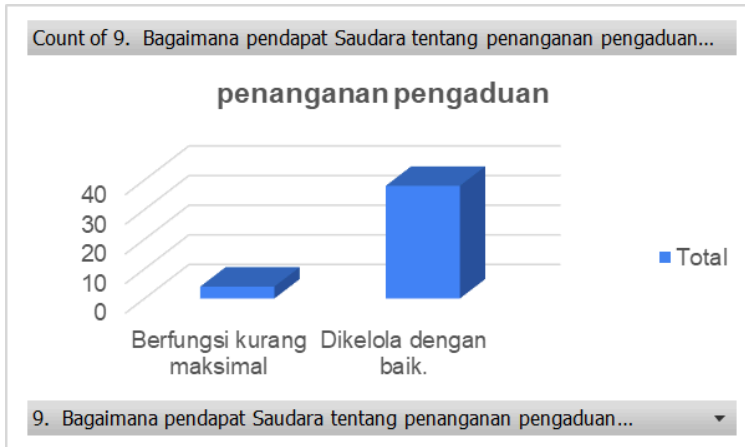 Count of 9. Bagaimana pendapat Saudara tentang penanganan pengaduan...
penanganan pengaduan
40
30
20
10
0
Total
Berfungsi kurang
maksimal
Dikelola dengan
baik.
9. Bagaimana pendapat Saudara tentang penanganan pengaduan...